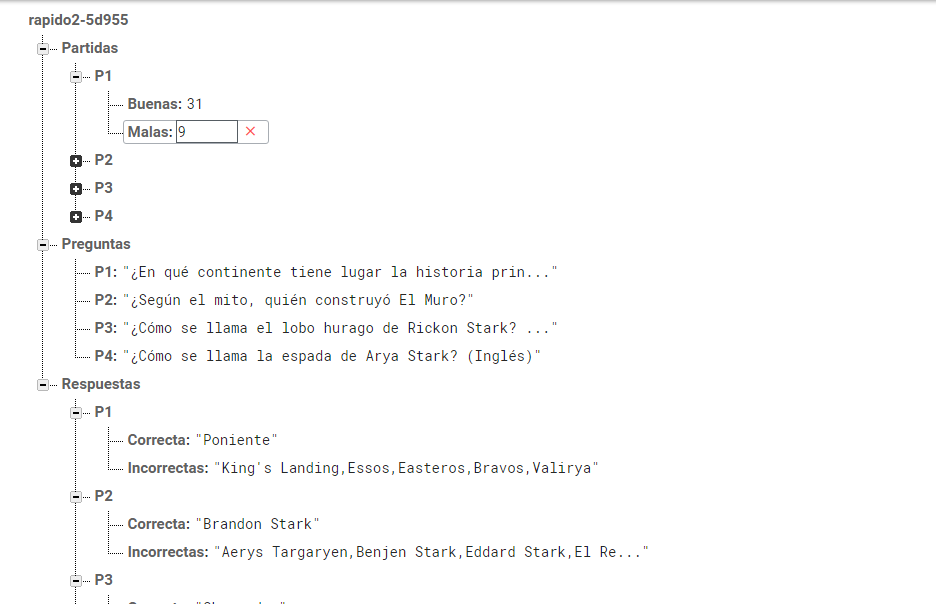 rapido2-5d955
Partidas
P1
Buenas: 31
Malas: 9
P2
P3
P4
Preguntas
P1: "¿En qué continente tiene lugar la historia prin..."
P2: "¿Según el mito, quién construyó El Muro?"
P3: "¿Cómo se llama el lobo hurago de Rickon Stark? ..."
P4: "¿Cómo se llama la espada de Arya Stark? (Inglés)"
Respuestas
P1
Correcta: "Poniente"
Incorrectas: "King's Landing,Essos,Easteros,Bravos,Valirya"
P2
Correcta: "Brandon Stark"
Incorrectas: "Aerys Targaryen,Benjen Stark,Eddard Stark,El Re..."
P3